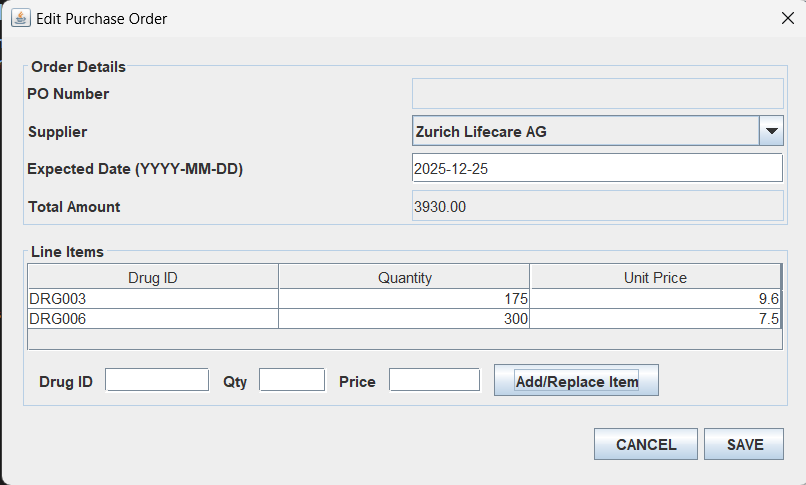 Edit Purchase Order
Order Details
PO Number
Supplier Zurich Lifecare AG
Expected Date (YYYY-MM-DD) 2025-12-25
Total Amount 3930.00
Line Items
Drug ID Quantity Unit Price
DRG003 175 9.6
DRG006 300 7.5
Drug ID Qty Price Add/Replace Item
CANCEL SAVE